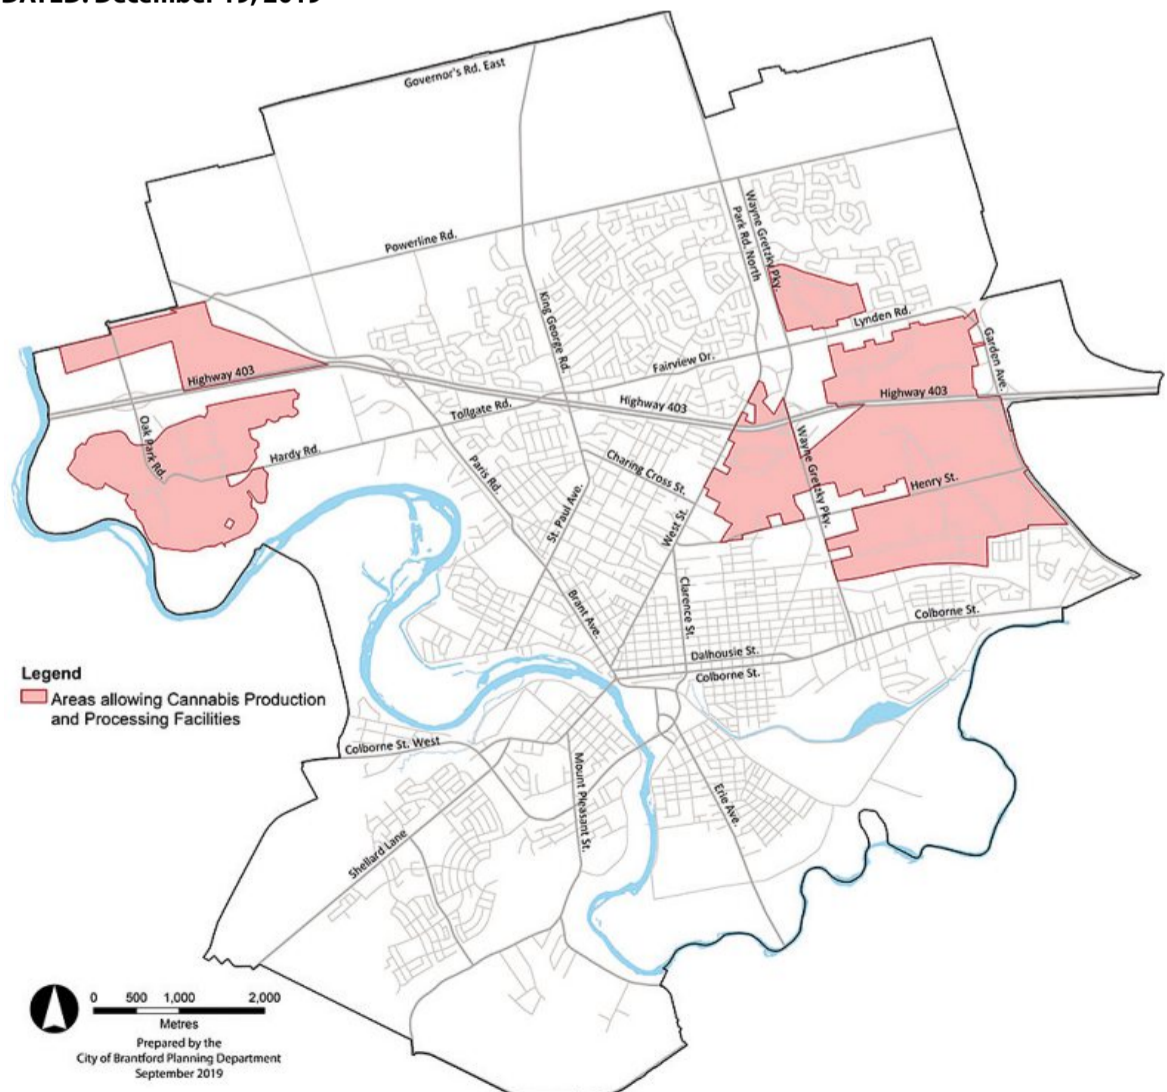 DATED: December 19, 2019
Governor's Rd. East
Powerline Rd.
Wayne Gretzky Pky.
Park Rd. North
King George Rd.
Lynden Rd.
Garden Ave.
Fairview Dr.
Highway 403
Highway 403
Highway 403
Tollgate Rd.
Oak Park Rd.
Hardy Rd.
Paris Rd.
Charing Cross St.
Wayne Gretzky Pky.
Henry St.
St. Paul Ave.
West St.
Brant Ave.
Clarence St.
Colborne St.
Dalhousie St.
Colborne St.
Legend
Areas allowing Cannabis Production
and Processing Facilities
Colborne St. West
Mount Pleasant St.
Erie Ave.
Shellard Lane
0 500 1,000 2,000
Metres
Prepared by the
City of Brantford Planning Department
September 2019